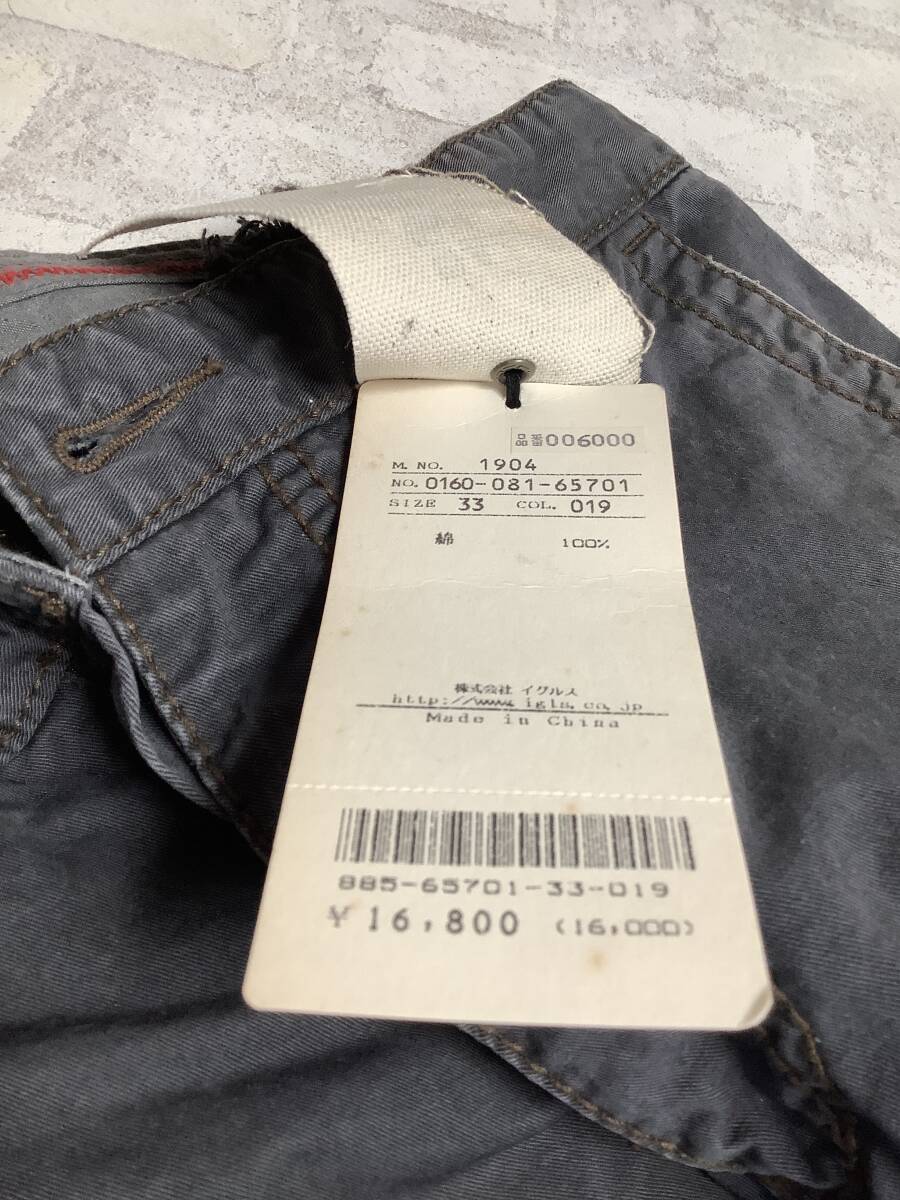 品番006000
M. NO. 1904
NO. 0160-081-65701
SIZE 33 COL. 019
綿 100%
株式会社 イグルス
http://www. igls. co. jp
Made in China
885-65701-33-019
¥ 16,800 (16,000)